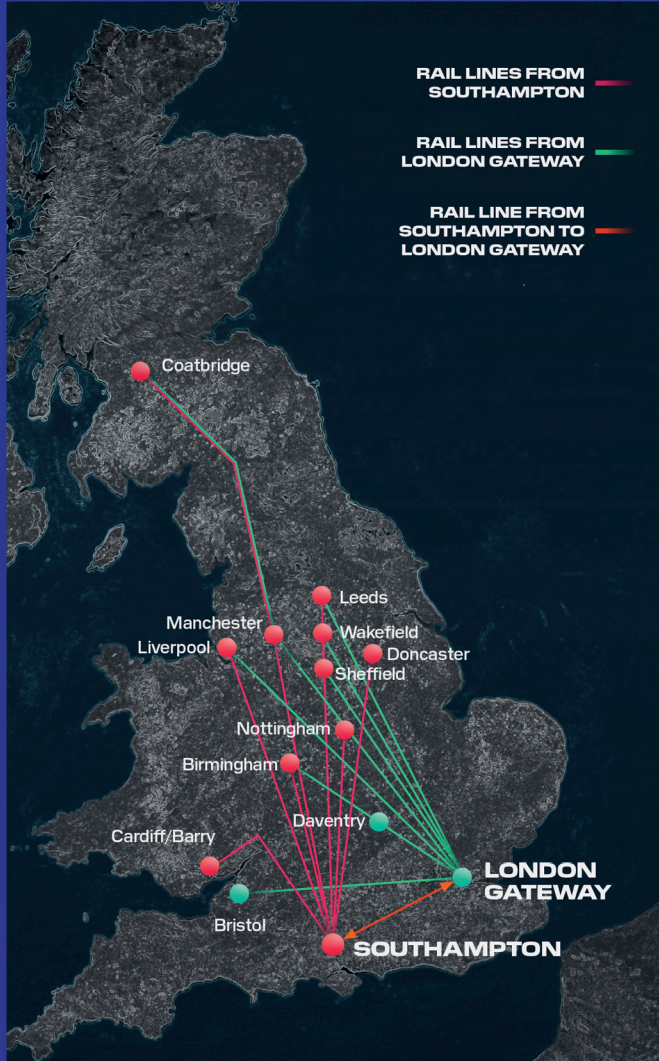 RAIL LINES FROM
SOUTHAMPTON
RAIL LINES FROM
LONDON GATEWAY
RAIL LINE FROM
SOUTHAMPTON TO
LONDON GATEWAY
Coatbridge
Leeds
Manchester
Wakefield
Liverpool
Doncaster
Sheffield
Nottingham
Birmingham
Daventry
Cardiff/Barry
LONDON
GATEWAY
Bristol
SOUTHAMPTON